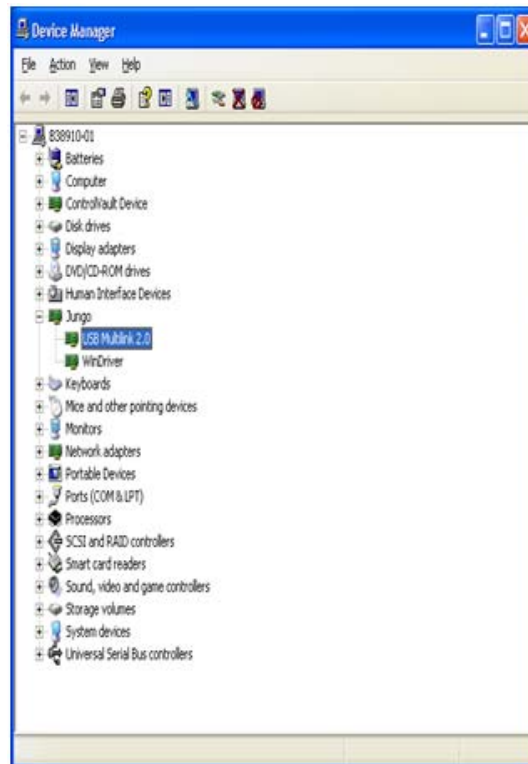 Device Manager
File Action View Help
B38910-01
Batteries
Computer
ControlVault Device
Disk drives
Display adapters
DVD/CD-ROM drives
Human Interface Devices
Jungo
USB Multilink 2.0
WinDriver
Keyboards
Mice and other pointing devices
Monitors
Network adapters
Portable Devices
Ports (COM & LPT)
Processors
SCSI and RAID controllers
Smart card readers
Sound, video and game controllers
Storage volumes
System devices
Universal Serial Bus controllers